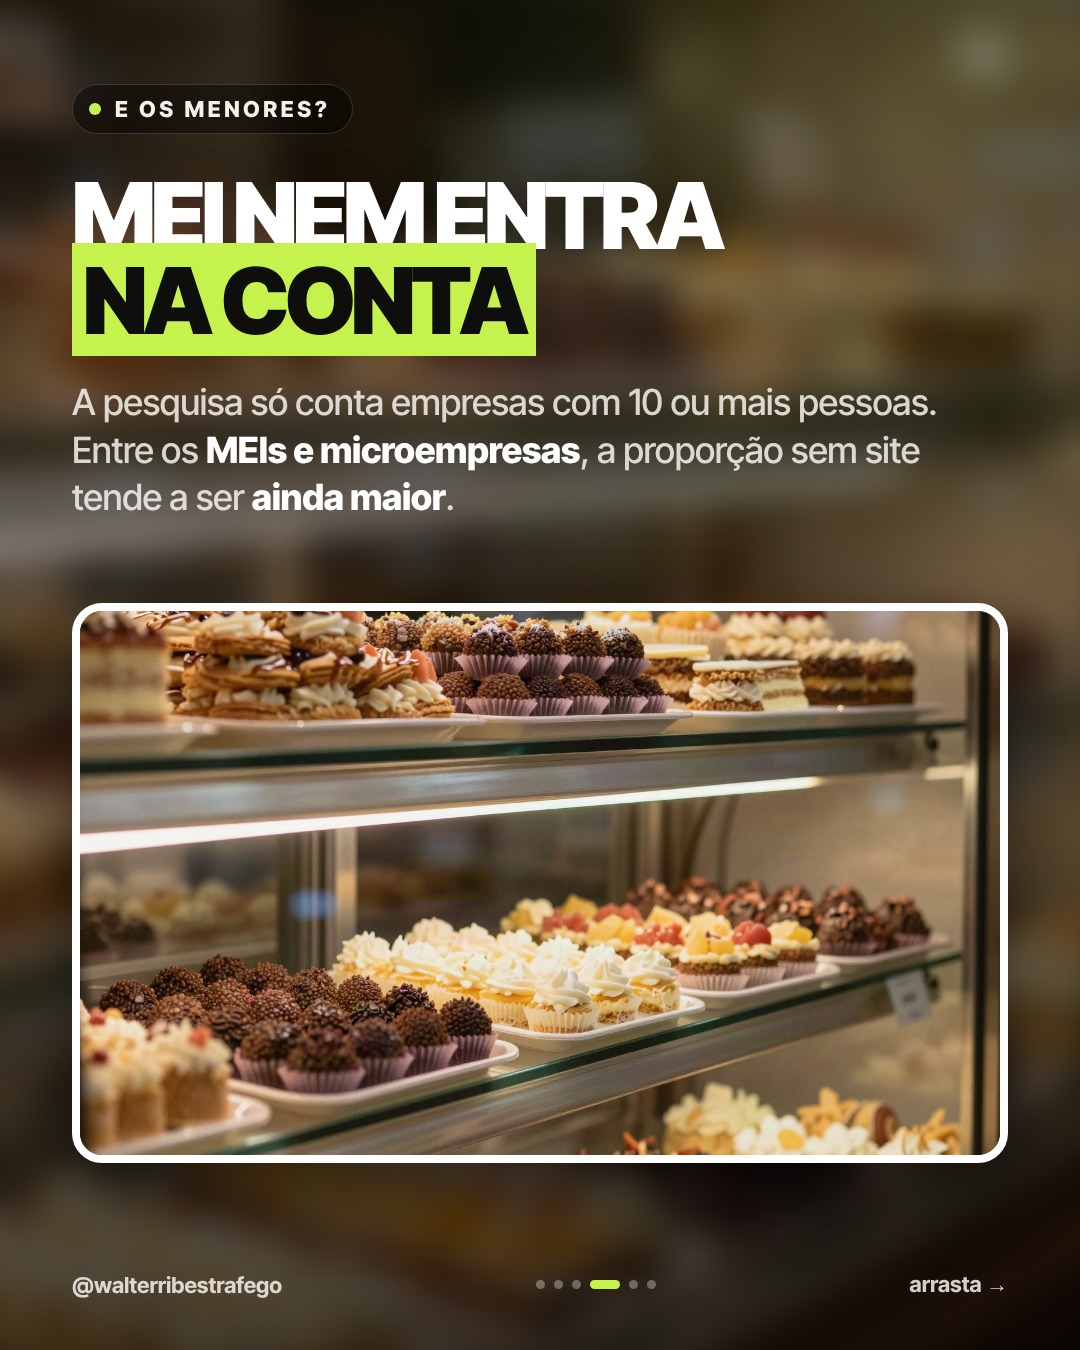 E OS MENORES?
MEI NEM ENTRA
NA CONTA
A pesquisa só conta empresas com 10 ou mais pessoas.
Entre os MEIs e microempresas, a proporção sem site
tende a ser ainda maior.
@walterribestrafego
arrasta →